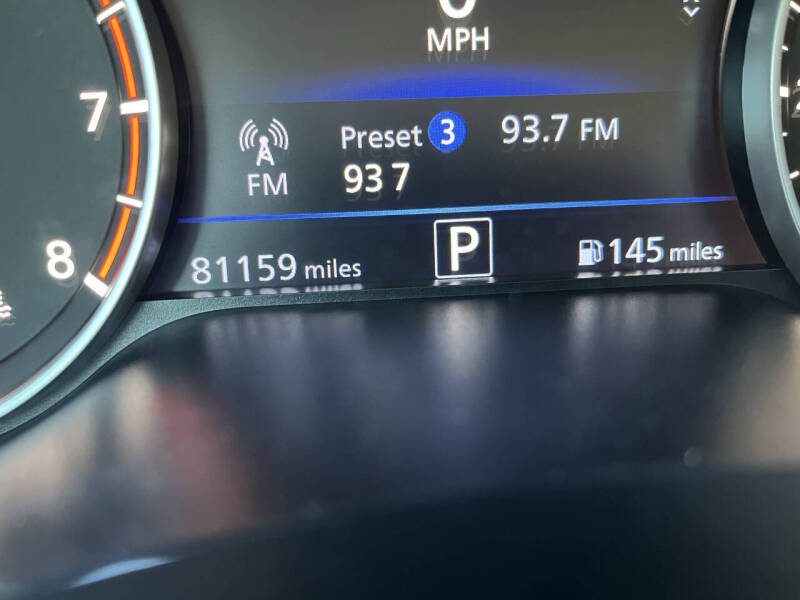 MPH
7
Preset 3 93.7 FM
FM 93 7
8
81159 miles P 145 miles